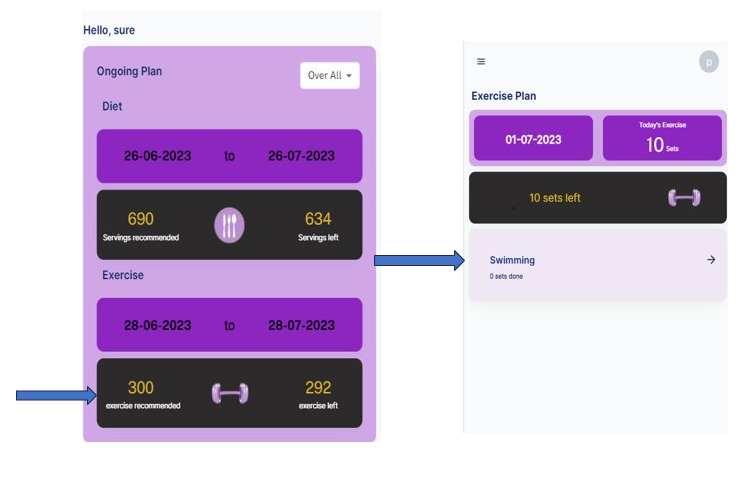 Hello, sure
Ongoing Plan
Over All
Diet
26-06-2023 to 26-07-2023
690 634
Servings recommended Servings left
Exercise
28-06-2023 to 28-07-2023
300 292
exercise recommended exercise left
p
Exercise Plan
01-07-2023
Today's Exercise
10 Sets
10 sets left
Swimming
0 sets done